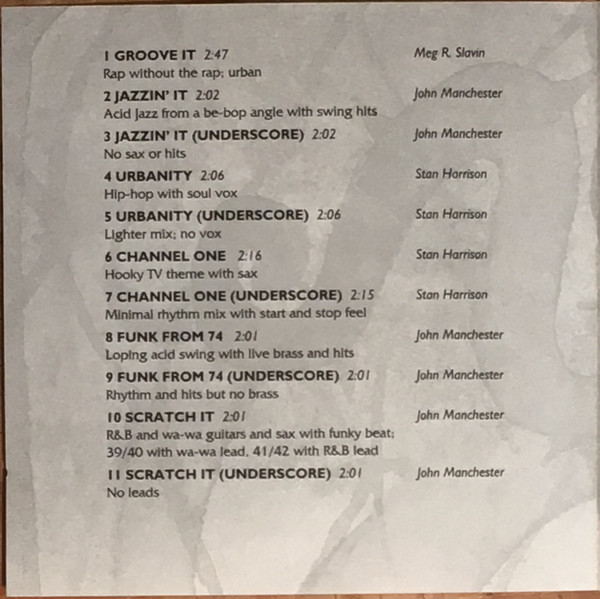 1 GROOVE IT 2:47 Meg R. Slavin
Rap without the rap; urban
2 JAZZIN' IT 2:02 John Manchester
Acid Jazz from a be-bop angle with swing hits
3 JAZZIN' IT (UNDERSCORE) 2:02 John Manchester
No sax or hits
4 URBANITY 2:06 Stan Harrison
Hip-hop with soul vox
5 URBANITY (UNDERSCORE) 2:06 Stan Harrison
Lighter mix; no vox
6 CHANNEL ONE 2:16 Stan Harrison
Hooky TV theme with sax
7 CHANNEL ONE (UNDERSCORE) 2:15 Stan Harrison
Minimal rhythm mix with start and stop feel
8 FUNK FROM 74 2:01 John Manchester
Loping acid swing with live brass and hits
9 FUNK FROM 74 (UNDERSCORE) 2:01 John Manchester
Rhythm and hits but no brass
10 SCRATCH IT 2:01 John Manchester
R&B and wa-wa guitars and sax with funky beat;
39/40 with wa-wa lead, 41/42 with R&B lead
11 SCRATCH IT (UNDERSCORE) 2:01 John Manchester
No leads